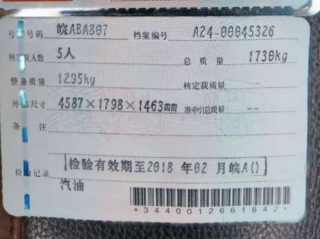 号牌号码 皖ABA807 档案编号 A24-00045326
核定载人数 5人 总质量 1730kg
整备质量 1295kg 核定载质量
外廓尺寸 4587×1798×1463mm 准牵引总质量
检验有效期至2018 年02 月皖A()
检验记录
汽油
*3440012661842*